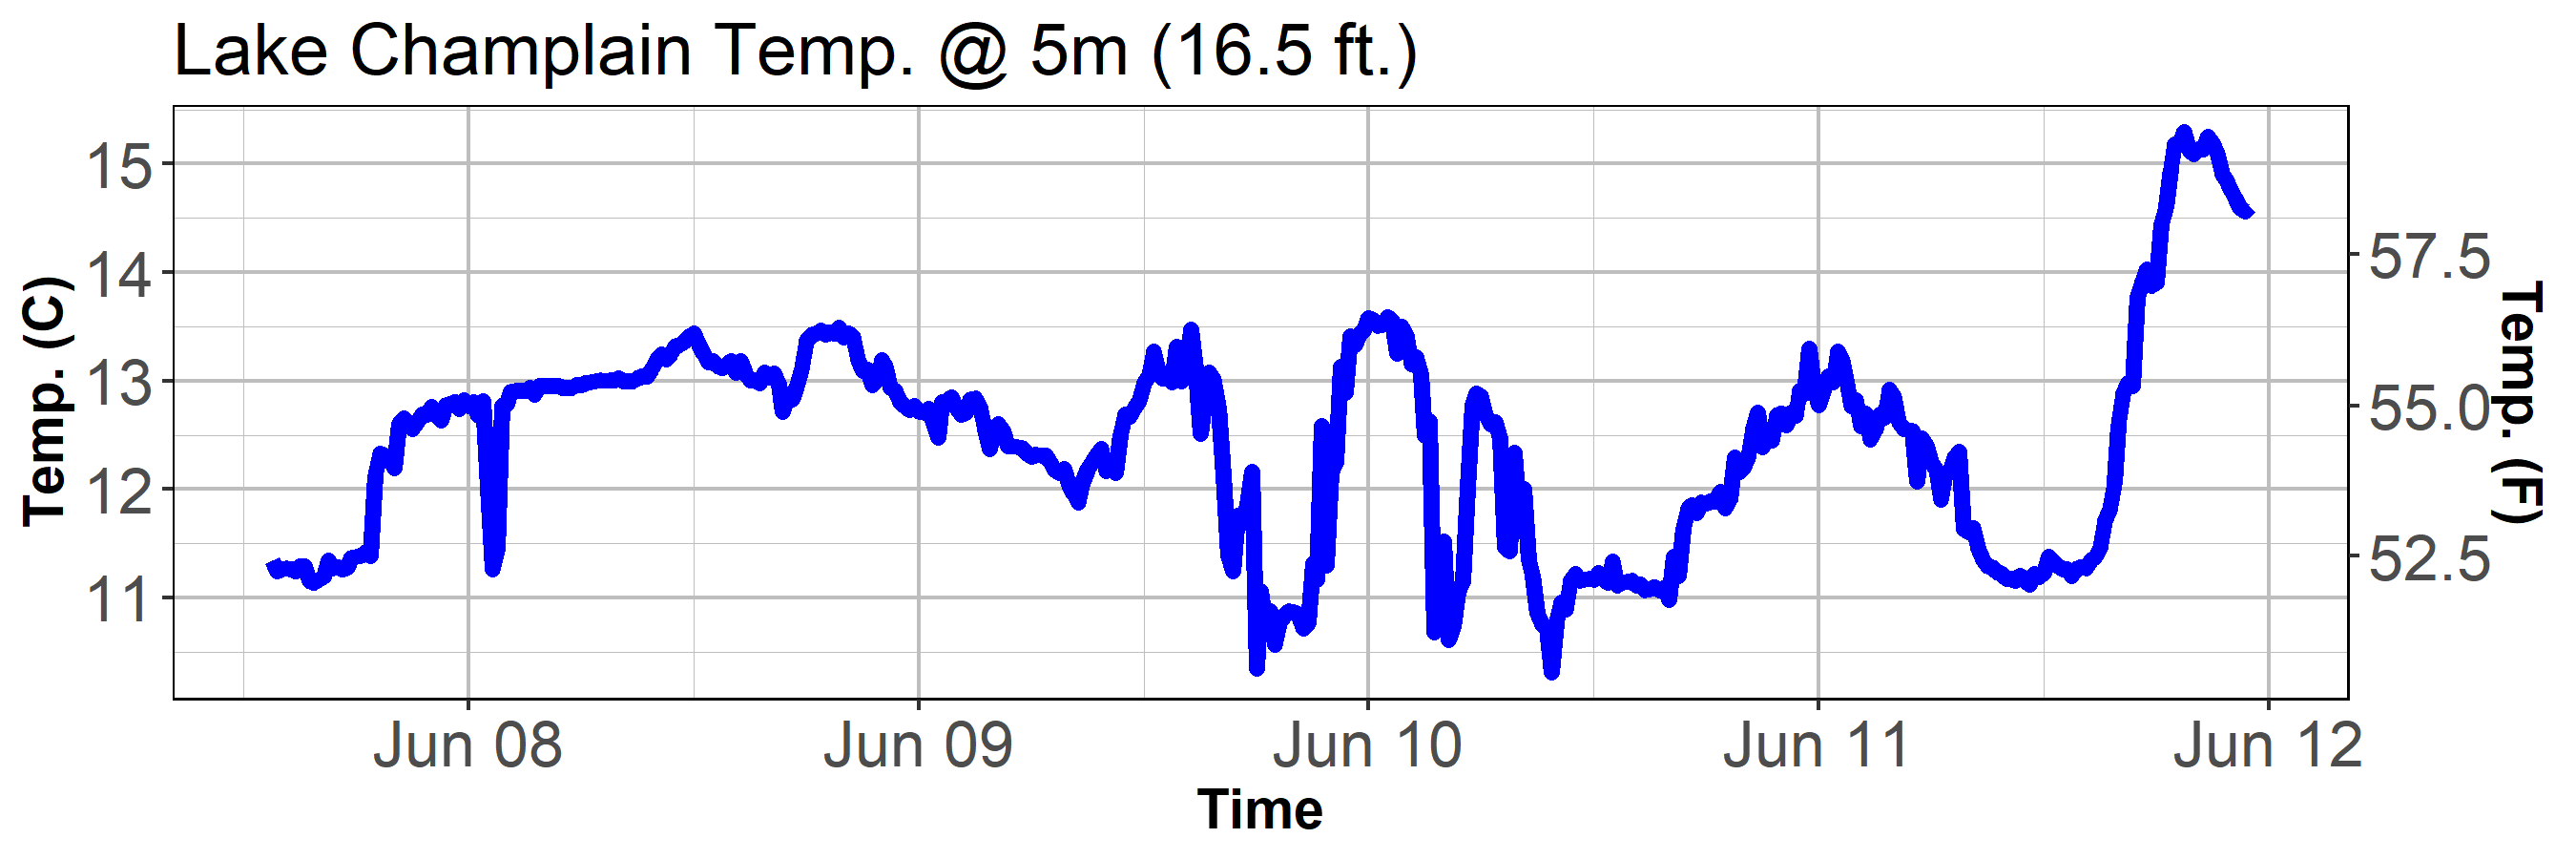 Lake Champlain Temp. @ 5m (16.5 ft.)
Temp. (C)
15
14
13
12
11
57.5
55.0
52.5
Temp. (F)
Jun 08 Jun 09 Jun 10 Jun 11 Jun 12
Time